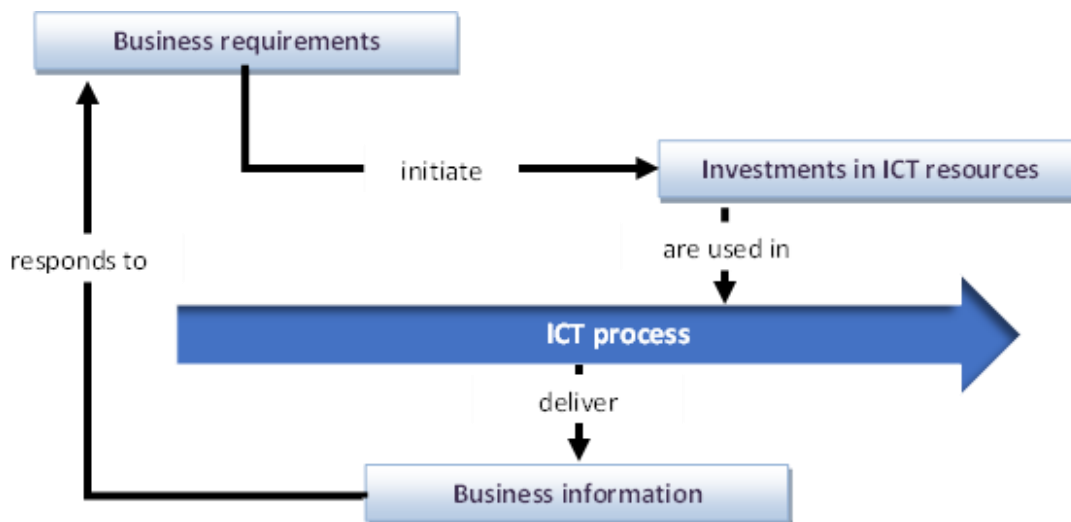 Business requirements
initiate
Investments in ICT resources
responds to
are used in
ICT process
deliver
Business information